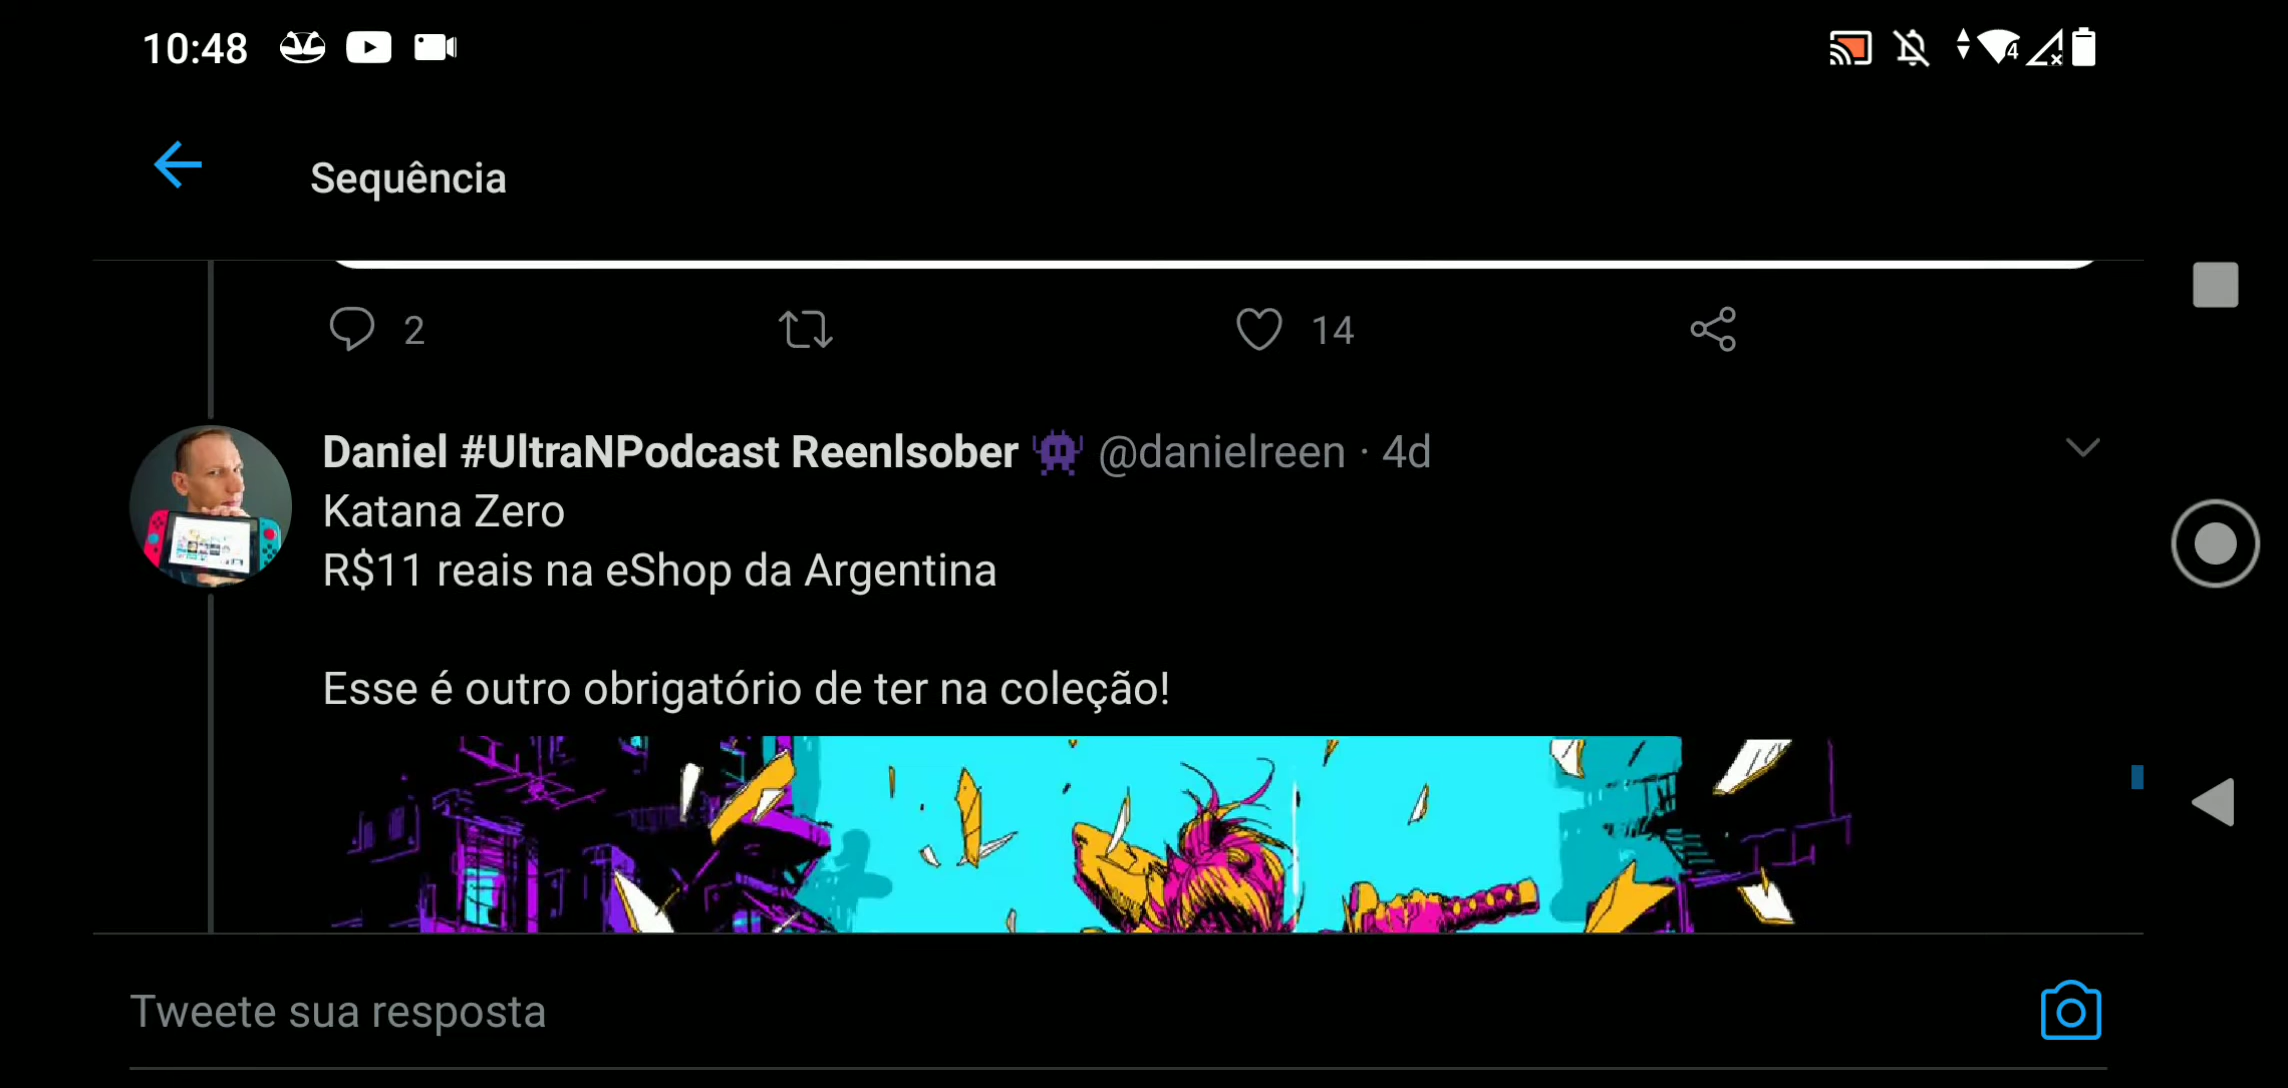 10:48
4
Sequência
2
14
Daniel #UltraNPodcast Reenlsober 👾 @danielreen · 4d
Katana Zero
R$11 reais na eShop da Argentina
Esse é outro obrigatório de ter na coleção!
Tweete sua resposta